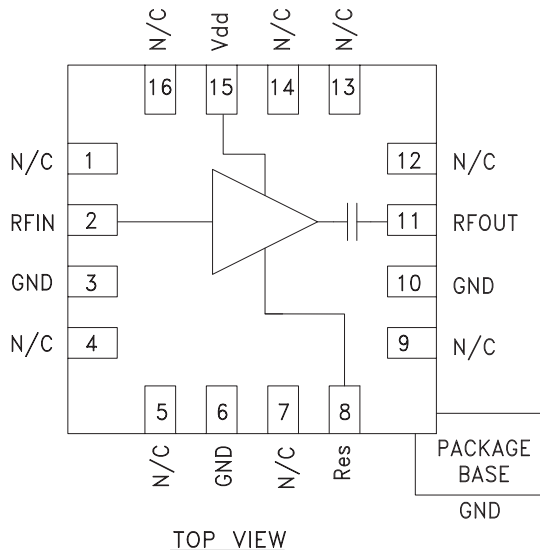 N/C Vdd N/C N/C
16 15 14 13
N/C 1 12 N/C
RFIN 2 11 RFOUT
GND 3 10 GND
N/C 4 9 N/C
5 6 7 8
N/C GND N/C Res
PACKAGE
BASE
GND
TOP VIEW